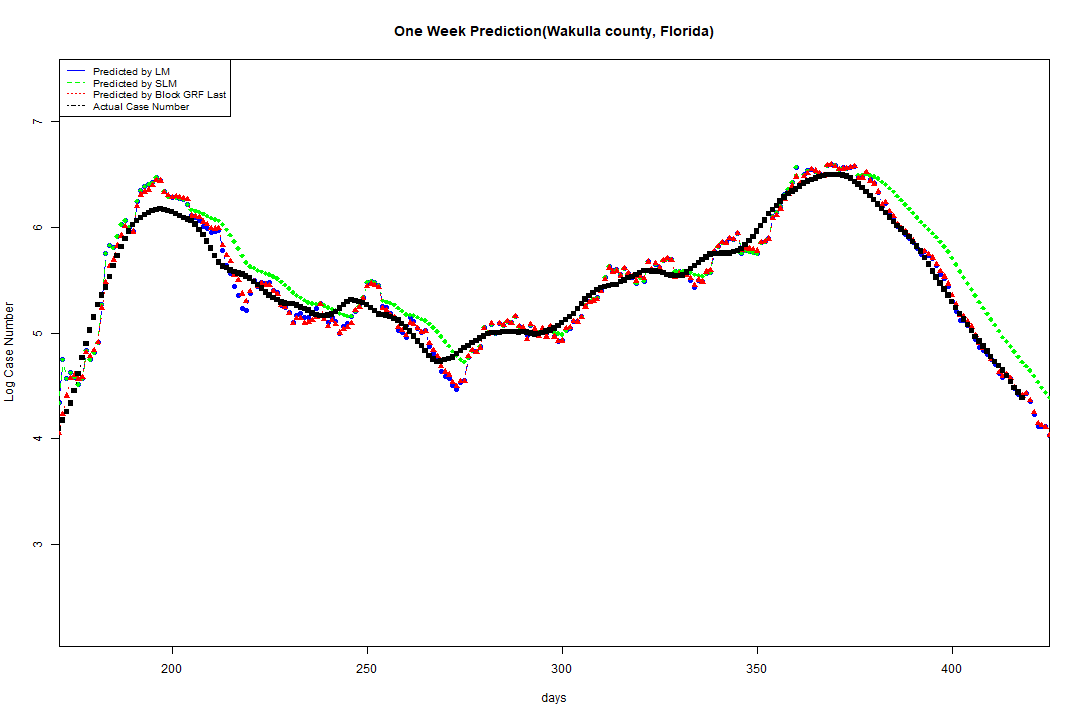 One Week Prediction(Wakulla county, Florida)
Predicted by LM
Predicted by SLM
Predicted by Block GRF Last
Actual Case Number
7
6
5
4
3
Log Case Number
200 250 300 350 400
days